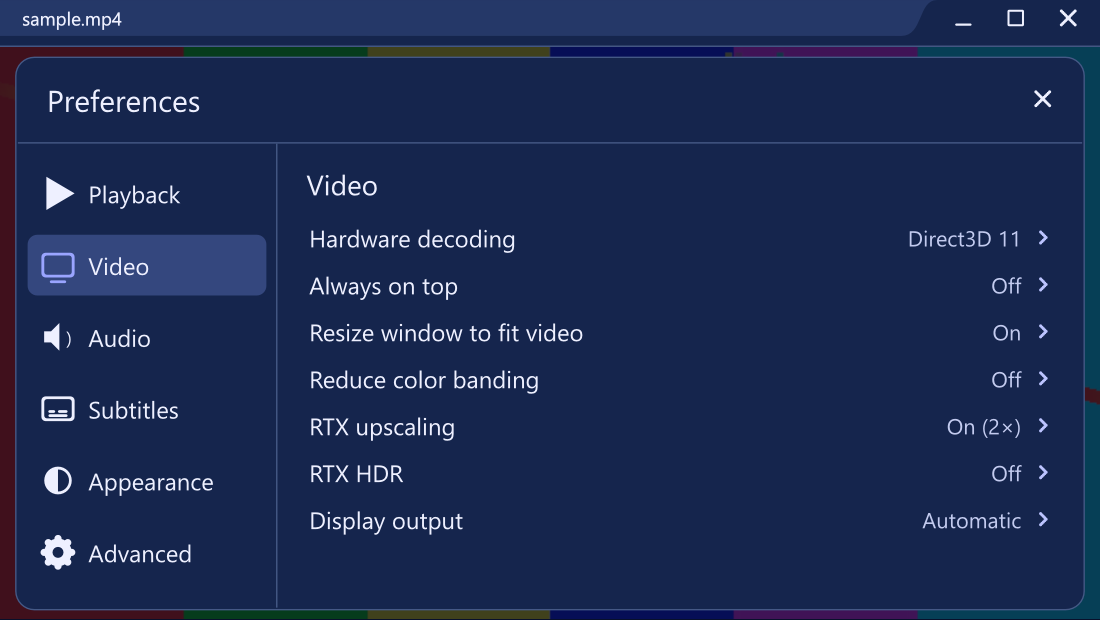 sample.mp4
Preferences
Playback
Video
Audio
Subtitles
Appearance
Advanced
Video
Hardware decoding Direct3D 11
Always on top Off
Resize window to fit video On
Reduce color banding Off
RTX upscaling On (2×)
RTX HDR Off
Display output Automatic